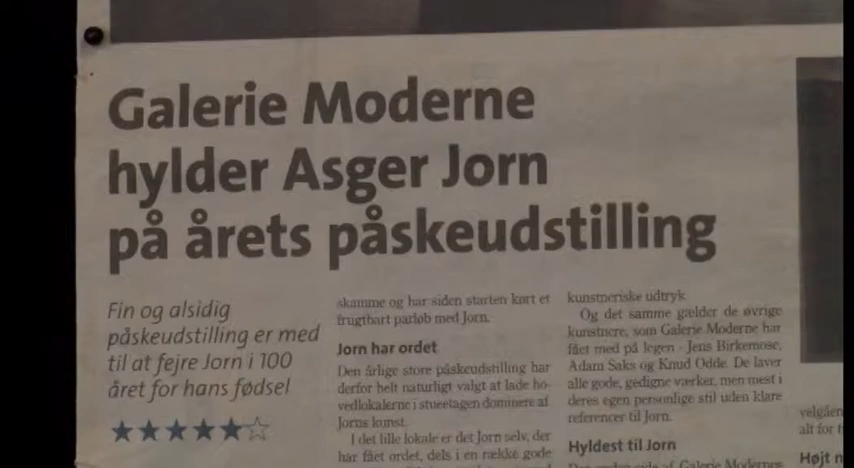 Galerie Moderne
hylder Asger Jorn
på årets påskeudstilling
Fin og alsidig
påskeudstilling er med
til at fejre Jorn i 100
året for hans fødsel
skamme og har siden starten kørt et
frugtbart parløb med Jorn.
Jorn har ordet
Den årlige store påskeudstilling har
derfor helt naturligt valgt at lade ho-
vedlokalerne i stueetagen dominere af
Jorns kunst.
I det lille lokale er det Jorn selv, der
har fået ordet, dels i en række gode
kunstneriske udtryk.
Og det samme gælder de øvrige
kunstnere, som Galerie Moderne har
fået med på legen - Jens Birkemose,
Adam Saks og Knud Odde. De laver
alle gode, gedigne værker, men mest i
deres egen personlige stil uden klare
referencer til Jorn.
Hyldest til Jorn
Galerie Modernes
velgåen
alt for
Højt